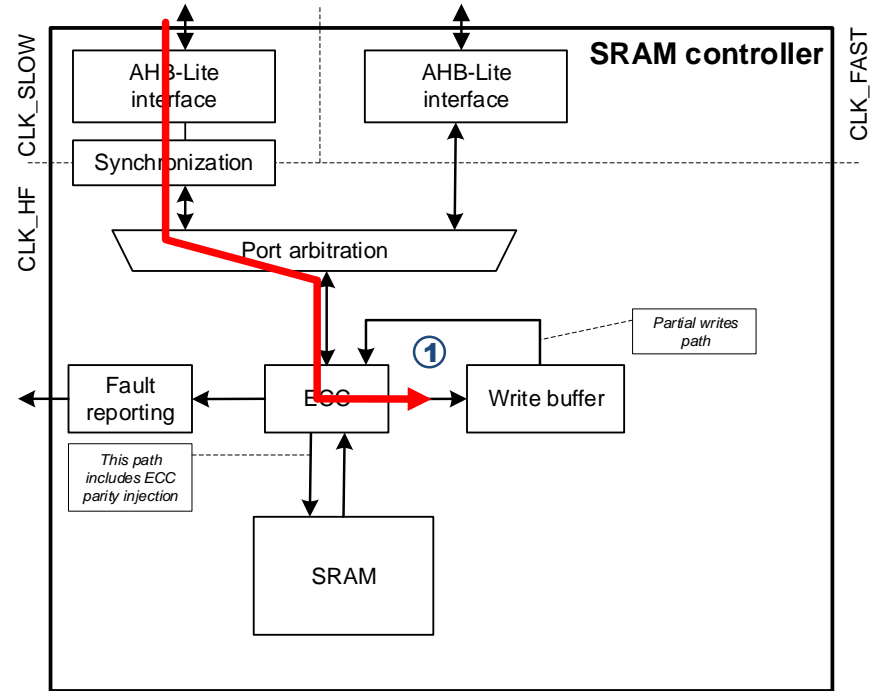 SRAM controller
CLK_SLOW
CLK_FAST
AHB-Lite
interface
AHB-Lite
interface
Synchronization
CLK_HF
Port arbitration
1
Partial writes
path
Fault
reporting
ECC
Write buffer
This path
includes ECC
parity injection
SRAM